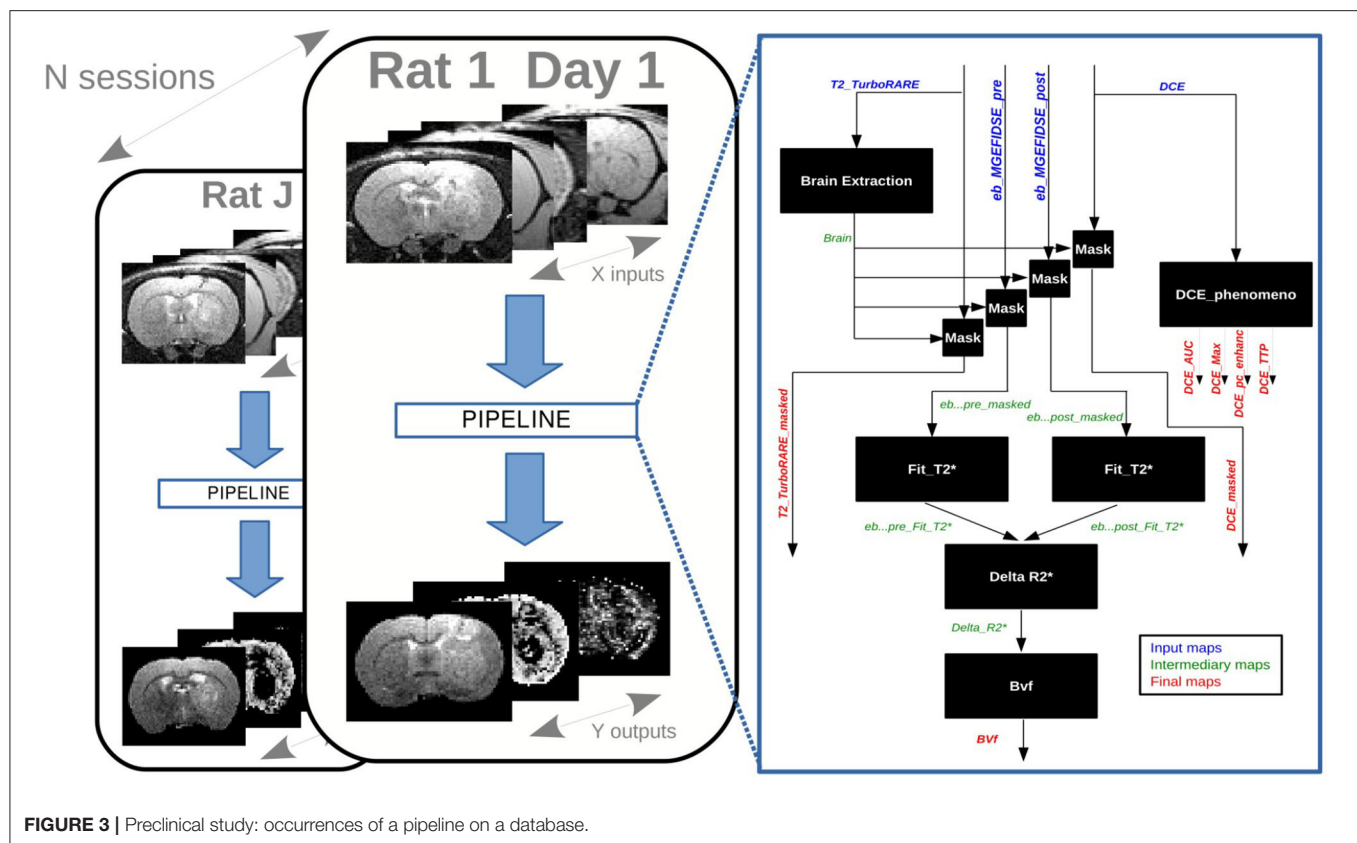 N sessions
Rat J
PIPELINE
Rat 1 Day 1
X inputs
PIPELINE
Y outputs
T2_TurboRARE
eb_MGEFIDSE_pre
eb_MGEFIDSE_post
DCE
Brain Extraction
Brain
Mask
Mask
Mask
Mask
DCE_phenomeno
DCE_AUC
DCE_Max
DCE_pc_enhanc
DCE_TTP
eb...pre_masked
eb...post_masked
T2_TurboRARE_masked
Fit_T2*
Fit_T2*
DCE_masked
eb...pre_Fit_T2*
eb...post_Fit_T2*
Delta R2*
Delta_R2*
Bvf
BVf
Input maps
Intermediary maps
Final maps
FIGURE 3 | Preclinical study: occurrences of a pipeline on a database.